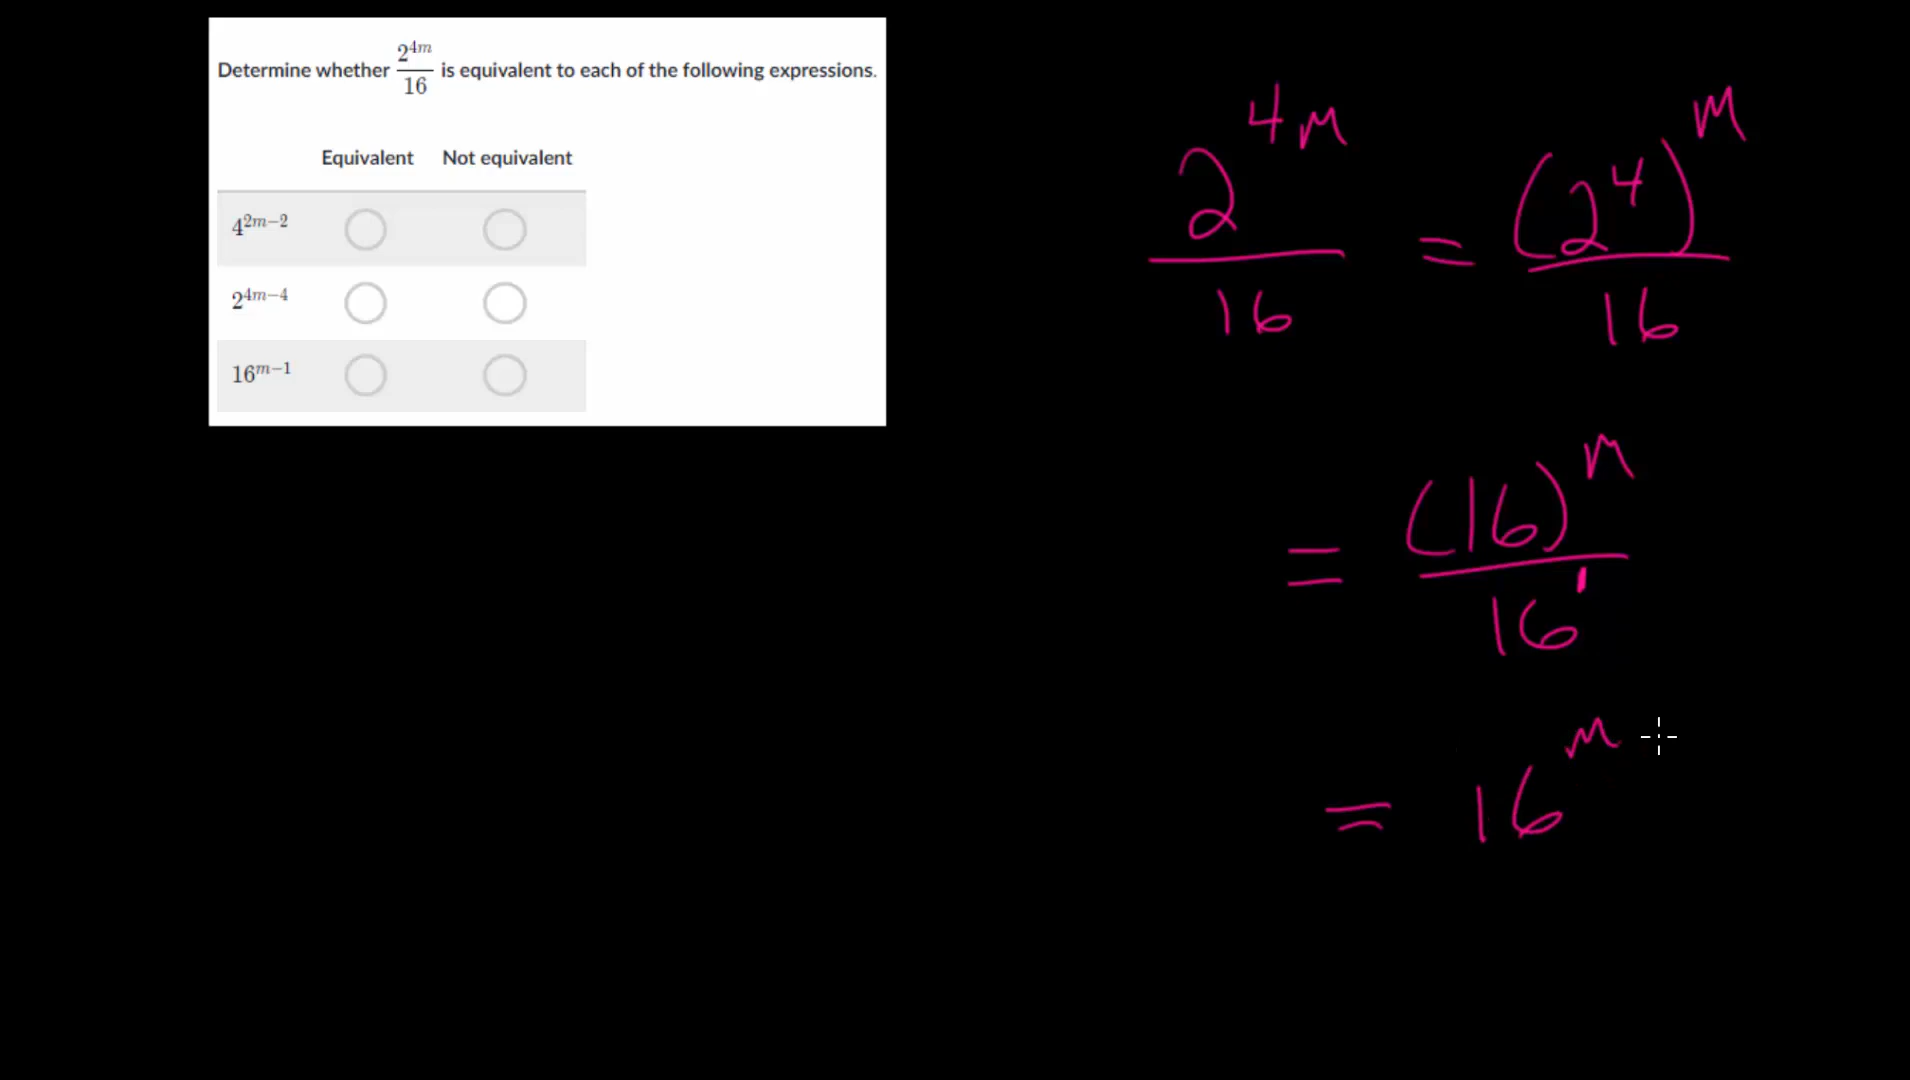 Determine whether 2^{4m}/16 is equivalent to each of the following expressions.
Equivalent Not equivalent
4^{2m−2}
2^{4m−4}
16^{m−1}
2^{4m}/16 = (2^4)^m/16
= (16)^m/16^1
= 16^m